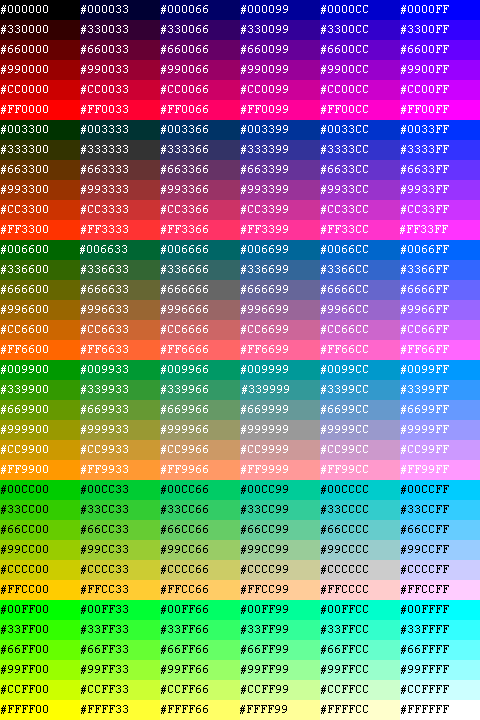 #000000 #000033 #000066 #000099 #0000CC #0000FF
#330000 #330033 #330066 #330099 #3300CC #3300FF
#660000 #660033 #660066 #660099 #6600CC #6600FF
#990000 #990033 #990066 #990099 #9900CC #9900FF
#CC0000 #CC0033 #CC0066 #CC0099 #CC00CC #CC00FF
#FF0000 #FF0033 #FF0066 #FF0099 #FF00CC #FF00FF
#003300 #003333 #003366 #003399 #0033CC #0033FF
#333300 #333333 #333366 #333399 #3333CC #3333FF
#663300 #663333 #663366 #663399 #6633CC #6633FF
#993300 #993333 #993366 #993399 #9933CC #9933FF
#CC3300 #CC3333 #CC3366 #CC3399 #CC33CC #CC33FF
#FF3300 #FF3333 #FF3366 #FF3399 #FF33CC #FF33FF
#006600 #006633 #006666 #006699 #0066CC #0066FF
#336600 #336633 #336666 #336699 #3366CC #3366FF
#666600 #666633 #666666 #666699 #6666CC #6666FF
#996600 #996633 #996666 #996699 #9966CC #9966FF
#CC6600 #CC6633 #CC6666 #CC6699 #CC66CC #CC66FF
#FF6600 #FF6633 #FF6666 #FF6699 #FF66CC #FF66FF
#009900 #009933 #009966 #009999 #0099CC #0099FF
#339900 #339933 #339966 #339999 #3399CC #3399FF
#669900 #669933 #669966 #669999 #6699CC #6699FF
#999900 #999933 #999966 #999999 #9999CC #9999FF
#CC9900 #CC9933 #CC9966 #CC9999 #CC99CC #CC99FF
#FF9900 #FF9933 #FF9966 #FF9999 #FF99CC #FF99FF
#00CC00 #00CC33 #00CC66 #00CC99 #00CCCC #00CCFF
#33CC00 #33CC33 #33CC66 #33CC99 #33CCCC #33CCFF
#66CC00 #66CC33 #66CC66 #66CC99 #66CCCC #66CCFF
#99CC00 #99CC33 #99CC66 #99CC99 #99CCCC #99CCFF
#CCCC00 #CCCC33 #CCCC66 #CCCC99 #CCCCCC #CCCCFF
#FFCC00 #FFCC33 #FFCC66 #FFCC99 #FFCCCC #FFCCFF
#00FF00 #00FF33 #00FF66 #00FF99 #00FFCC #00FFFF
#33FF00 #33FF33 #33FF66 #33FF99 #33FFCC #33FFFF
#66FF00 #66FF33 #66FF66 #66FF99 #66FFCC #66FFFF
#99FF00 #99FF33 #99FF66 #99FF99 #99FFCC #99FFFF
#CCFF00 #CCFF33 #CCFF66 #CCFF99 #CCFFCC #CCFFFF
#FFFF00 #FFFF33 #FFFF66 #FFFF99 #FFFFCC #FFFFFF